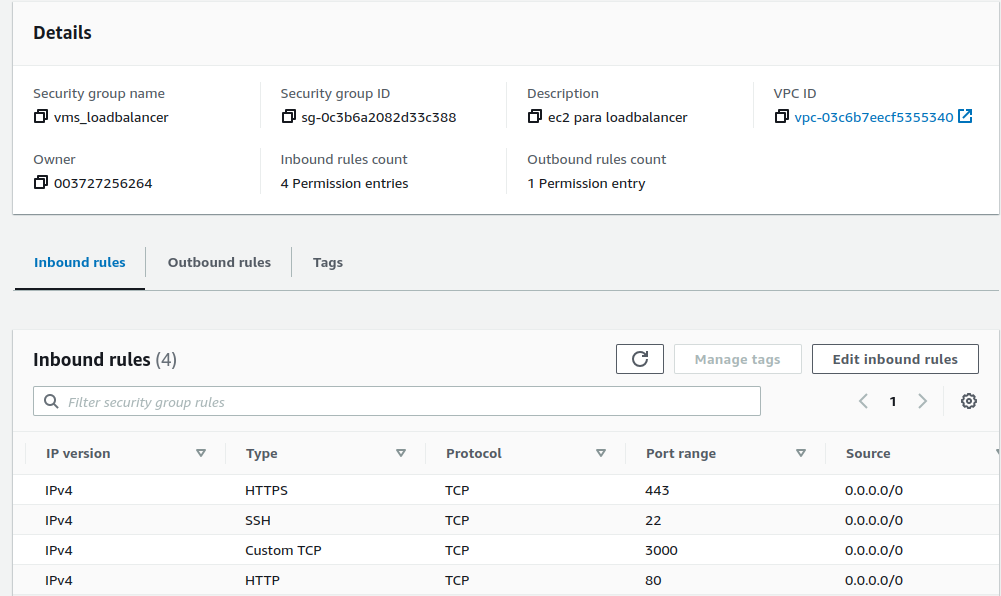 Details
Security group name Security group ID Description VPC ID
vms_loadbalancer sg-0c3b6a2082d33c388 ec2 para loadbalancer vpc-03c6b7eecf5355340
Owner Inbound rules count Outbound rules count
003727256264 4 Permission entries 1 Permission entry
Inbound rules Outbound rules Tags
Inbound rules (4) Manage tags Edit inbound rules
Filter security group rules 1
IP version Type Protocol Port range Source
IPv4 HTTPS TCP 443 0.0.0.0/0
IPv4 SSH TCP 22 0.0.0.0/0
IPv4 Custom TCP TCP 3000 0.0.0.0/0
IPv4 HTTP TCP 80 0.0.0.0/0